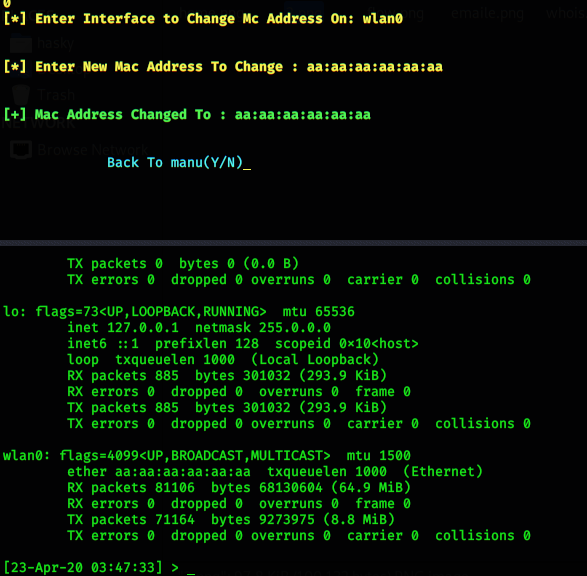 0
[*] Enter Interface to Change Mc Address On: wlan0
emaile.png
whois
hasky
[*] Enter New Mac Address To Change : aa:aa:aa:aa:aa:aa
Trash
[+] Mac Address Changed To : aa:aa:aa:aa:aa:aa
Browse Network
Back To manu(Y/N)_
TX packets 0  bytes 0 (0.0 B)
TX errors 0  dropped 0 overruns 0  carrier 0  collisions 0
lo: flags=73<UP,LOOPBACK,RUNNING>  mtu 65536
inet 127.0.0.1  netmask 255.0.0.0
inet6 ::1  prefixlen 128  scopeid 0×10<host>
loop  txqueuelen 1000  (Local Loopback)
RX packets 885  bytes 301032 (293.9 KiB)
RX errors 0  dropped 0  overruns 0  frame 0
TX packets 885  bytes 301032 (293.9 KiB)
TX errors 0  dropped 0 overruns 0  carrier 0  collisions 0
wlan0: flags=4099<UP,BROADCAST,MULTICAST>  mtu 1500
ether aa:aa:aa:aa:aa:aa  txqueuelen 1000  (Ethernet)
RX packets 81106  bytes 68130604 (64.9 MiB)
RX errors 0  dropped 0  overruns 0  frame 0
TX packets 71164  bytes 9273975 (8.8 MiB)
TX errors 0  dropped 0 overruns 0  carrier 0  collisions 0
[23-Apr-20 03:47:33] > _